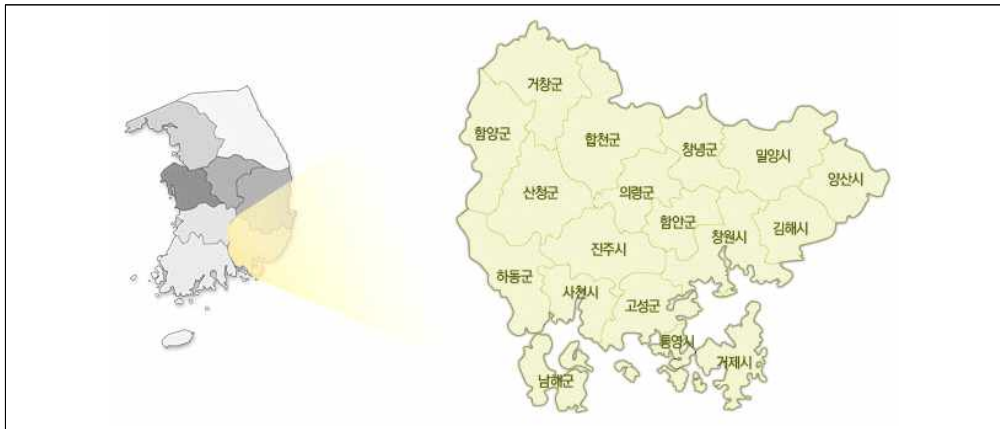 거창군
함양군
합천군
창녕군
밀양시
양산시
산청군
의령군
함안군
창원시
김해시
진주시
하동군
사천시
고성군
통영시
거제시
남해군